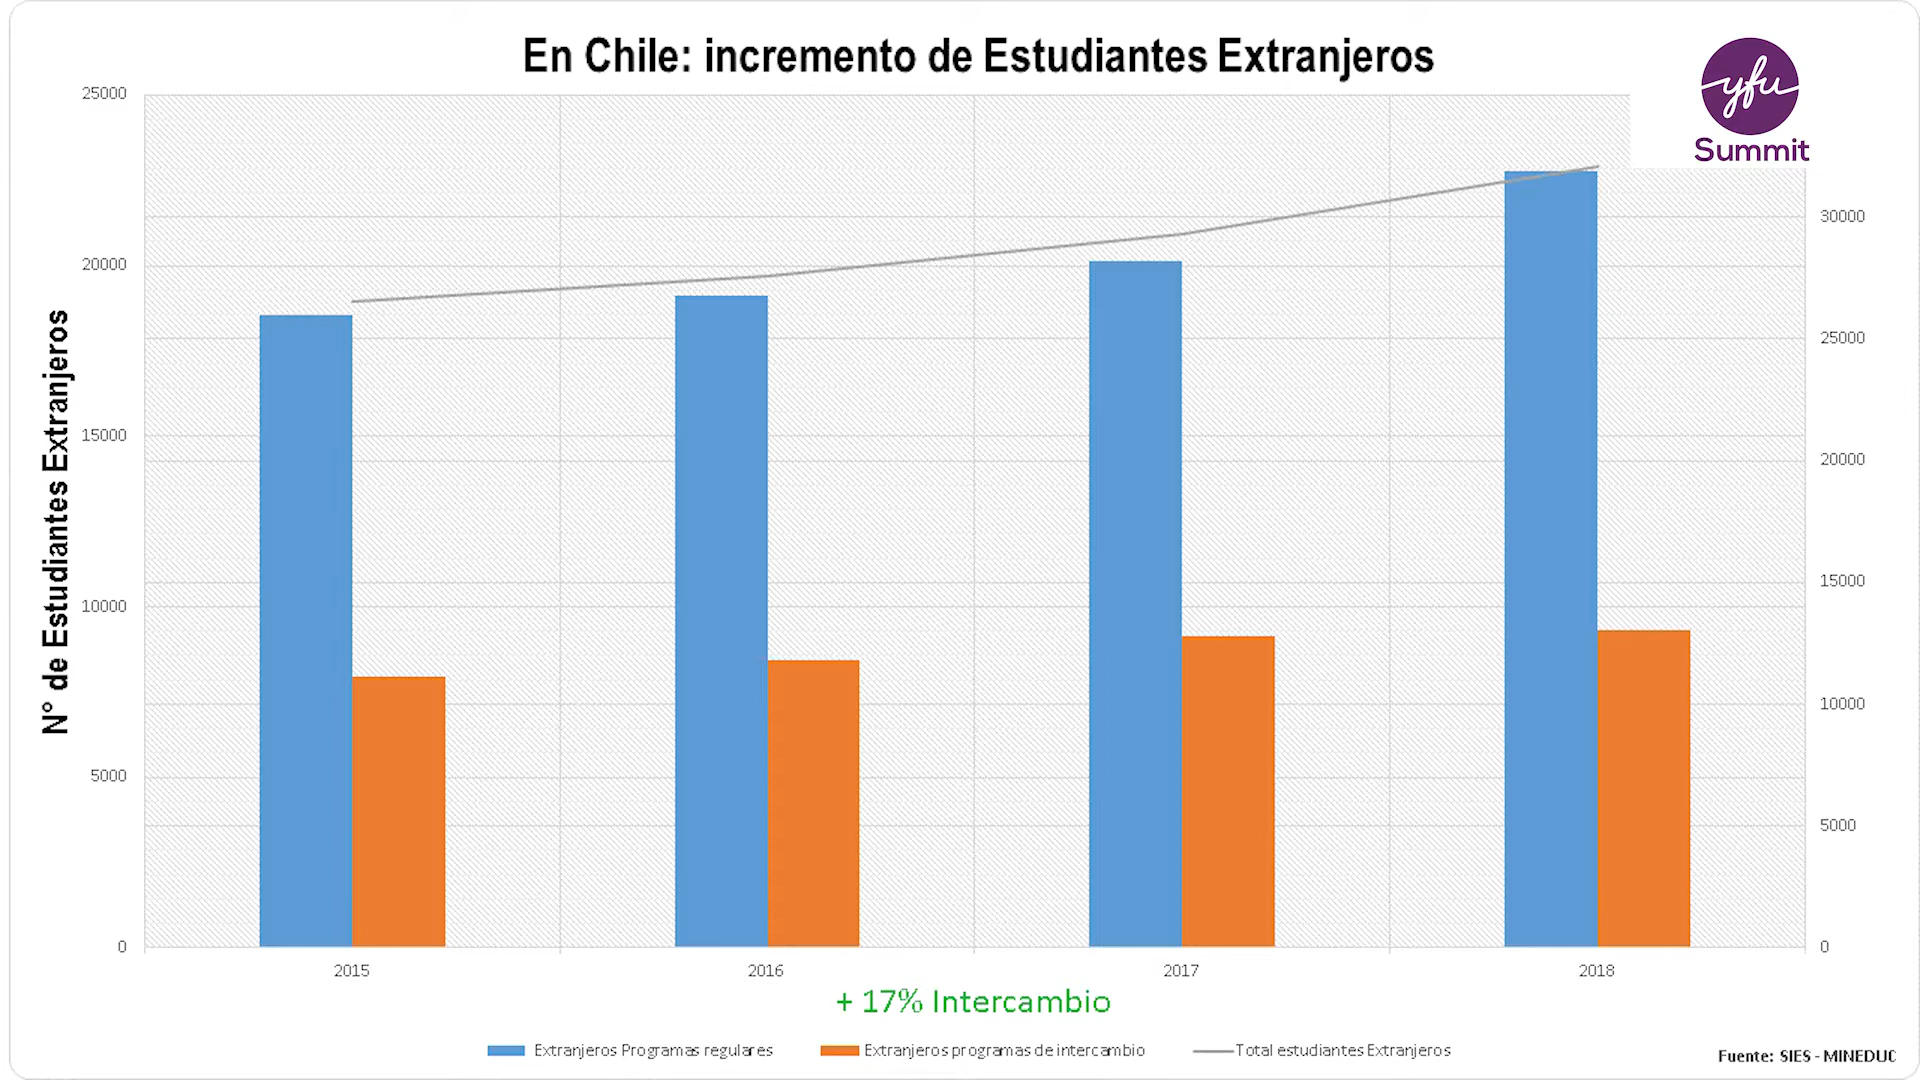 En Chile: incremento de Estudiantes Extranjeros
yfu
Summit
N° de Estudiantes Extranjeros
25000
20000
15000
10000
5000
0
30000
25000
20000
15000
10000
5000
0
2015 2016 2017 2018
+ 17% Intercambio
Extranjeros Programas regulares Extranjeros programas de intercambio Total estudiantes Extranjeros
Fuente: SIES - MINEDUC